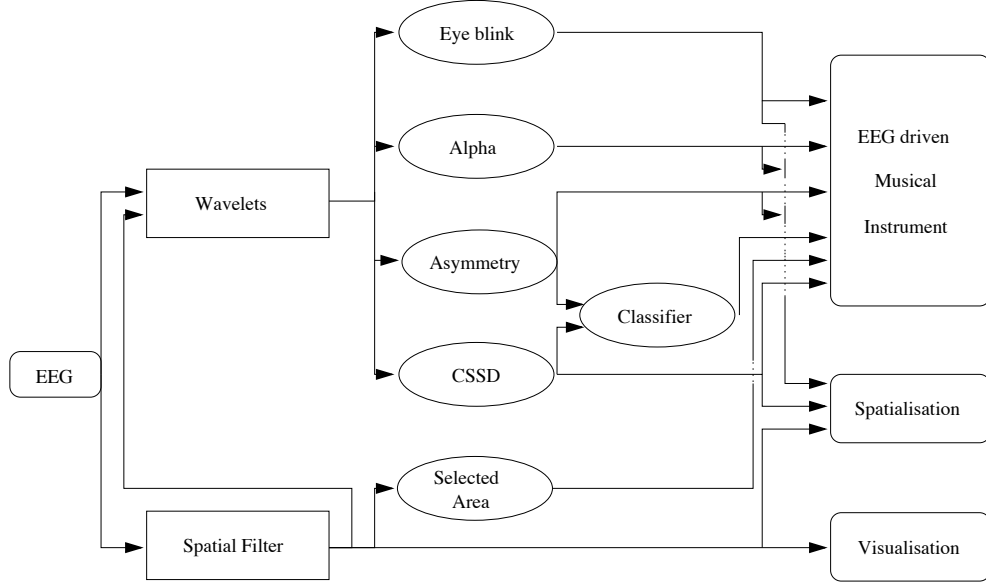 Eye blink
Alpha
EEG driven
Musical
Instrument
Wavelets
Asymmetry
Classifier
EEG
CSSD
Spatialisation
Selected
Area
Spatial Filter
Visualisation